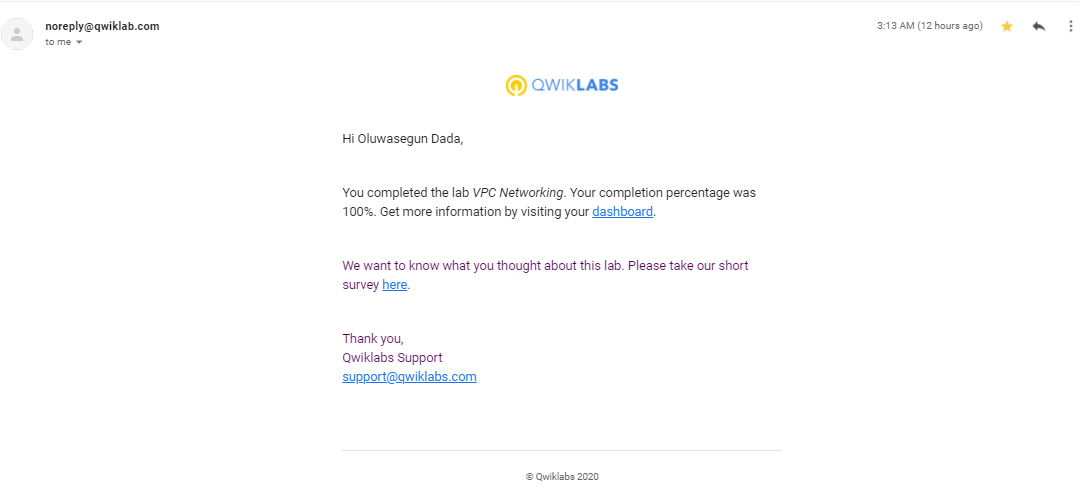 noreply@qwiklab.com
3:13 AM (12 hours ago)
to me
QWIKLABS
Hi Oluwasegun Dada,
You completed the lab VPC Networking. Your completion percentage was
100%. Get more information by visiting your dashboard.
We want to know what you thought about this lab. Please take our short
survey here.
Thank you,
Qwiklabs Support
support@qwiklabs.com
© Qwiklabs 2020